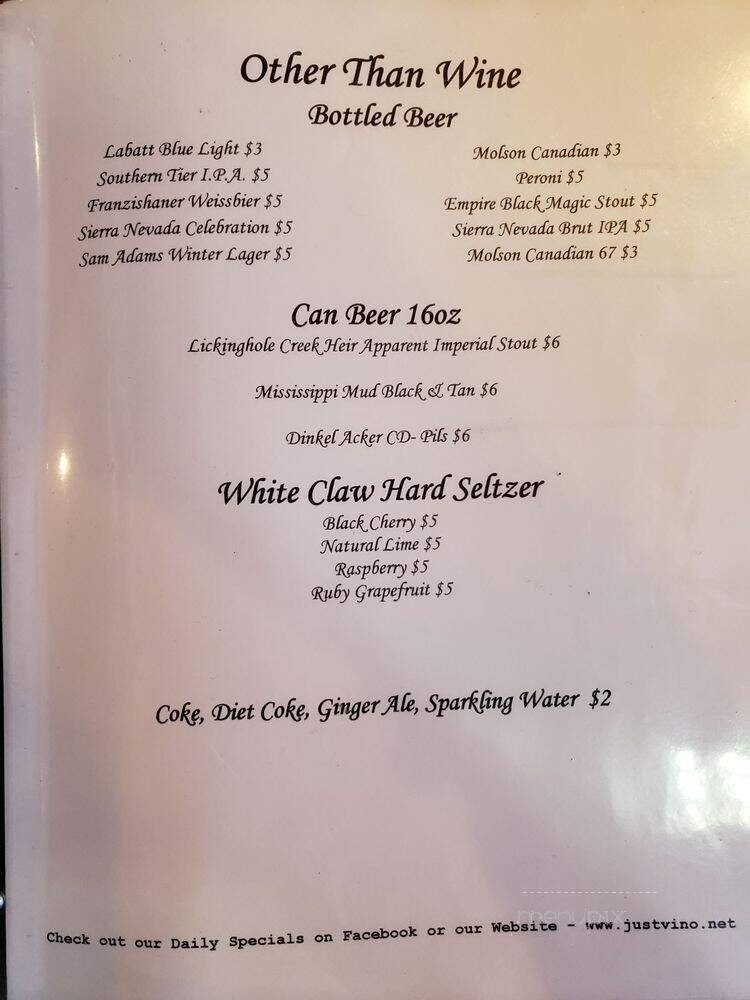 Other Than Wine
Bottled Beer
Labatt Blue Light $3
Southern Tier I.P.A. $5
Franzishaner Weissbier $5
Sierra Nevada Celebration $5
Sam Adams Winter Lager $5
Molson Canadian $3
Peroni $5
Empire Black Magic Stout $5
Sierra Nevada Brut IPA $5
Molson Canadian 67 $3
Can Beer 16oz
Lickinghole Creek Heir Apparent Imperial Stout $6
Mississippi Mud Black & Tan $6
Dinkel Acker CD- Pils $6
White Claw Hard Seltzer
Black Cherry $5
Natural Lime $5
Raspberry $5
Ruby Grapefruit $5
Coke, Diet Coke, Ginger Ale, Sparkling Water $2
menupix
Check out our Daily Specials on Facebook or our Website - www.justvino.net